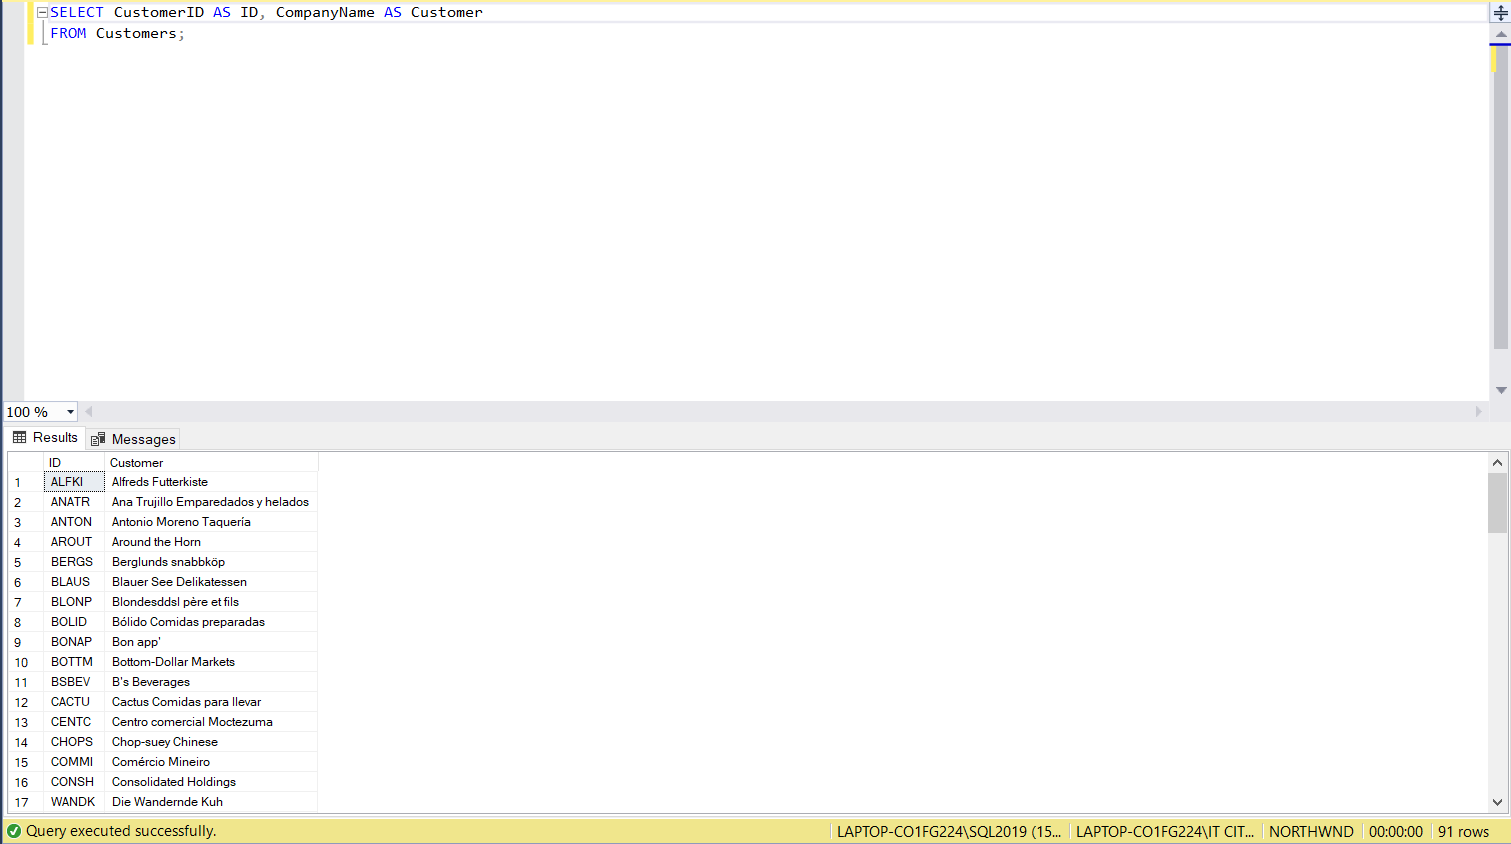 SELECT CustomerID AS ID, CompanyName AS Customer
FROM Customers;
100 %
Results Messages
ID Customer
1 ALFKI Alfreds Futterkiste
2 ANATR Ana Trujillo Emparedados y helados
3 ANTON Antonio Moreno Taquería
4 AROUT Around the Horn
5 BERGS Berglunds snabbköp
6 BLAUS Blauer See Delikatessen
7 BLONP Blondesddsl père et fils
8 BOLID Bólido Comidas preparadas
9 BONAP Bon app'
10 BOTTM Bottom-Dollar Markets
11 BSBEV B's Beverages
12 CACTU Cactus Comidas para llevar
13 CENTC Centro comercial Moctezuma
14 CHOPS Chop-suey Chinese
15 COMMI Comércio Mineiro
16 CONSH Consolidated Holdings
17 WANDK Die Wandernde Kuh
Query executed successfully. LAPTOP-CO1FG224\SQL2019 (15... LAPTOP-CO1FG224\IT CIT... NORTHWND 00:00:00 91 rows